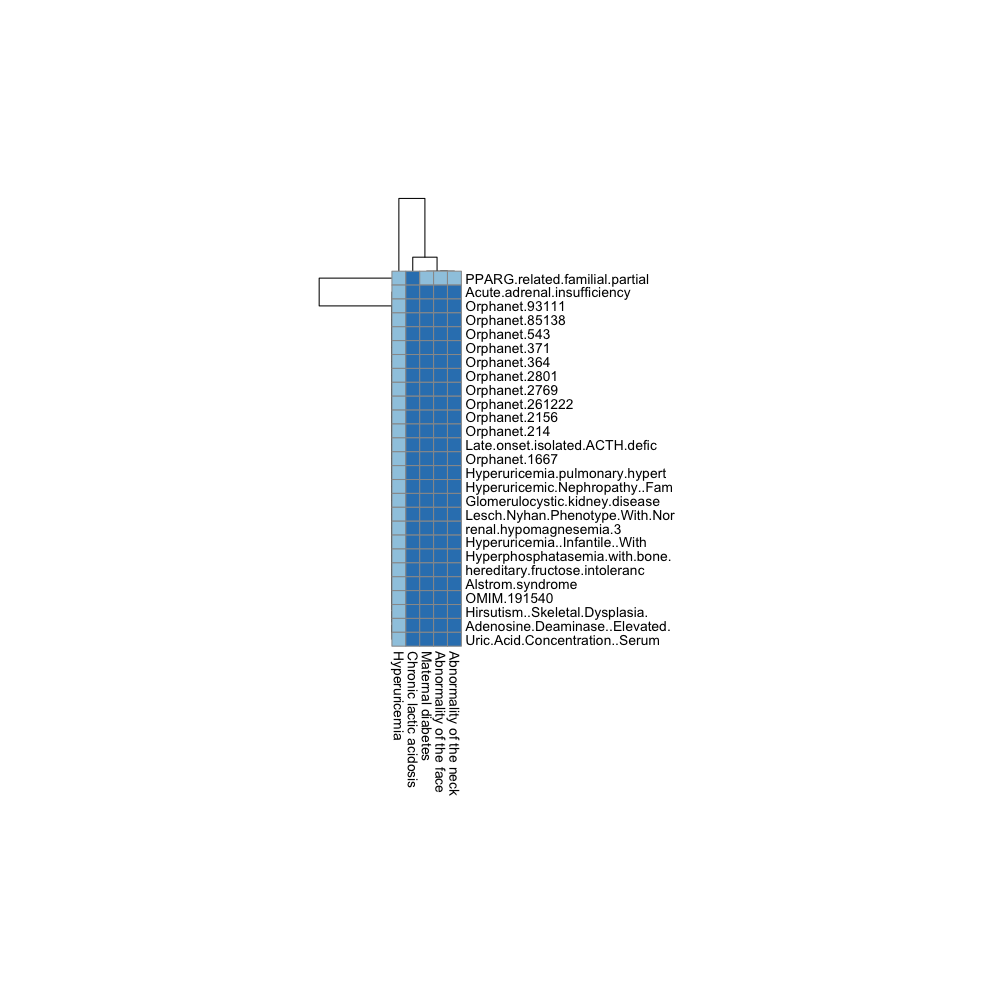 PPARG.related.familial.partial
Acute.adrenal.insufficiency
Orphanet.93111
Orphanet.85138
Orphanet.543
Orphanet.371
Orphanet.364
Orphanet.2801
Orphanet.2769
Orphanet.261222
Orphanet.2156
Orphanet.214
Late.onset.isolated.ACTH.defic
Orphanet.1667
Hyperuricemia.pulmonary.hypert
Hyperuricemic.Nephropathy..Fam
Glomerulocystic.kidney.disease
Lesch.Nyhan.Phenotype.With.Nor
renal.hypomagnesemia.3
Hyperuricemia..Infantile..With
Hyperphosphatasemia.with.bone.
hereditary.fructose.intoleranc
Alstrom.syndrome
OMIM.191540
Hirsutism..Skeletal.Dysplasia.
Adenosine.Deaminase..Elevated.
Uric.Acid.Concentration..Serum
Hyperuricemia
Chronic lactic acidosis
Maternal diabetes
Abnormality of the face
Abnormality of the neck